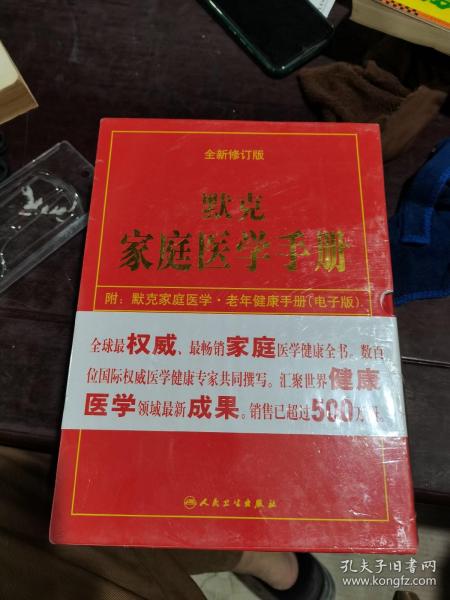 全新修订版
默克
家庭医学手册
附：默克家庭医学·老年健康手册（电子版）
全球最权威、最畅销家庭医学健康全书。数百
位国际权威医学健康专家共同撰写。汇聚世界健康
医学领域最新成果。销售已超过500万
人民卫生出版社
孔夫子旧书网
www.kongfz.com